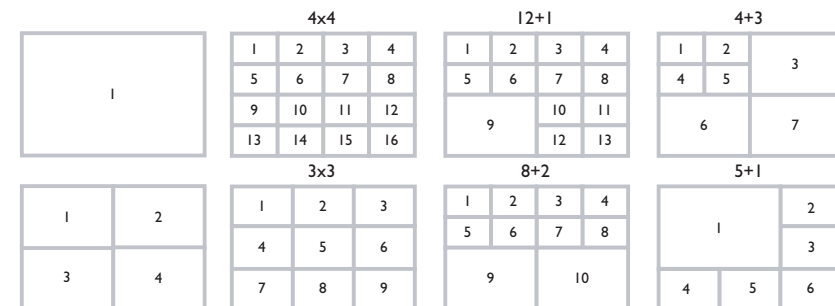 4x4 12+1 4+3
1
1 2 3 4
5 6 7 8
9 10 11 12
13 14 15 16
1 2 3 4
5 6 7 8
9 10 11
12 13
1 2 3
4 5
6 7
3x3 8+2 5+1
1 2
3 4
1 2 3
4 5 6
7 8 9
1 2 3 4
5 6 7 8
9 10
1 2
3
4 5 6